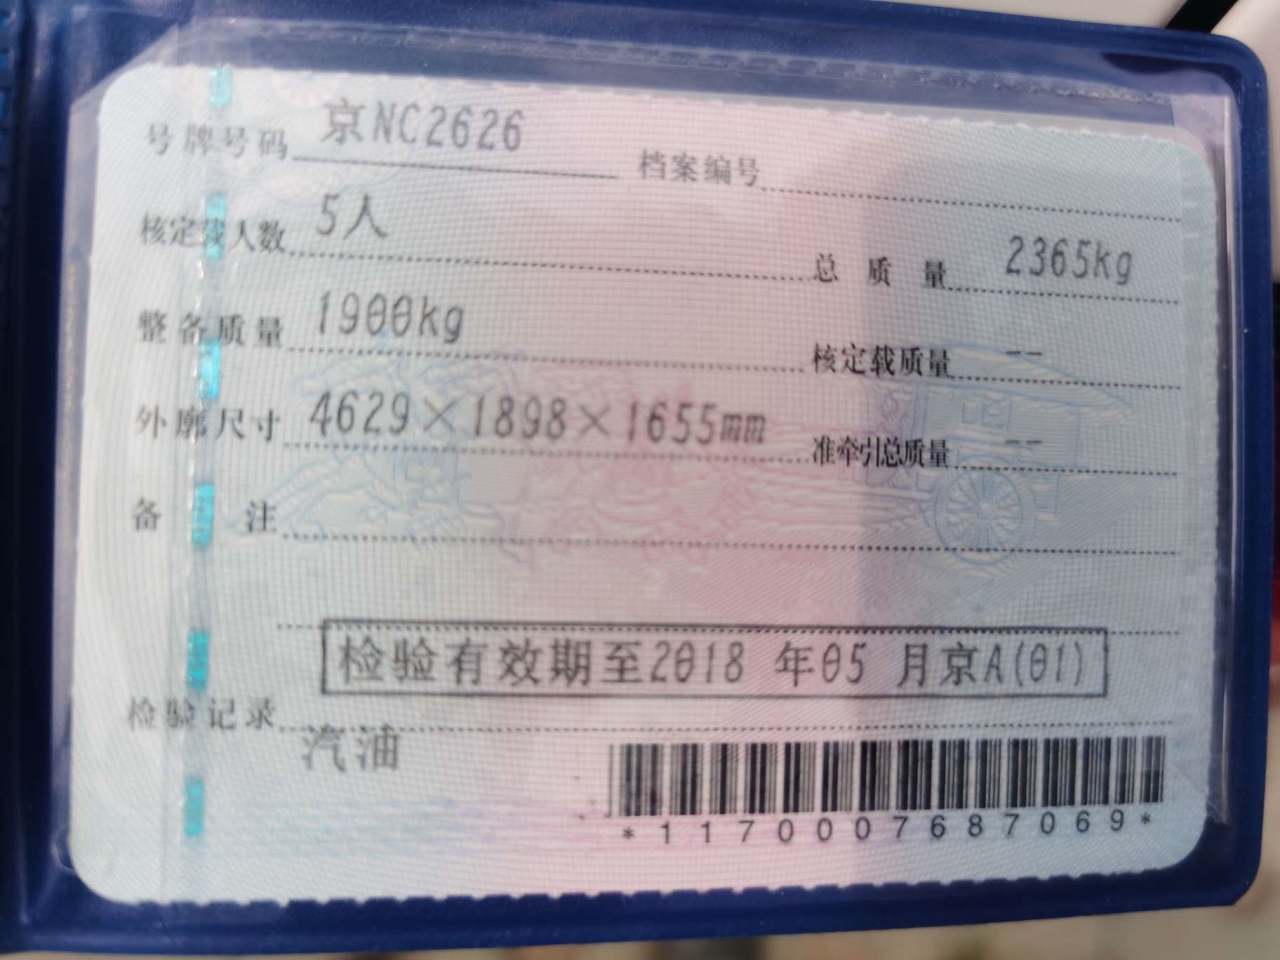 号牌号码 京NC2626 档案编号
核定载人数 5人 总质量 2365kg
整备质量 1900kg 核定载质量 --
外廓尺寸 4629×1898×1655mm 准牵引总质量 --
备注
检验有效期至2018 年05 月京A(01)
检验记录
汽油
*1170007687069*